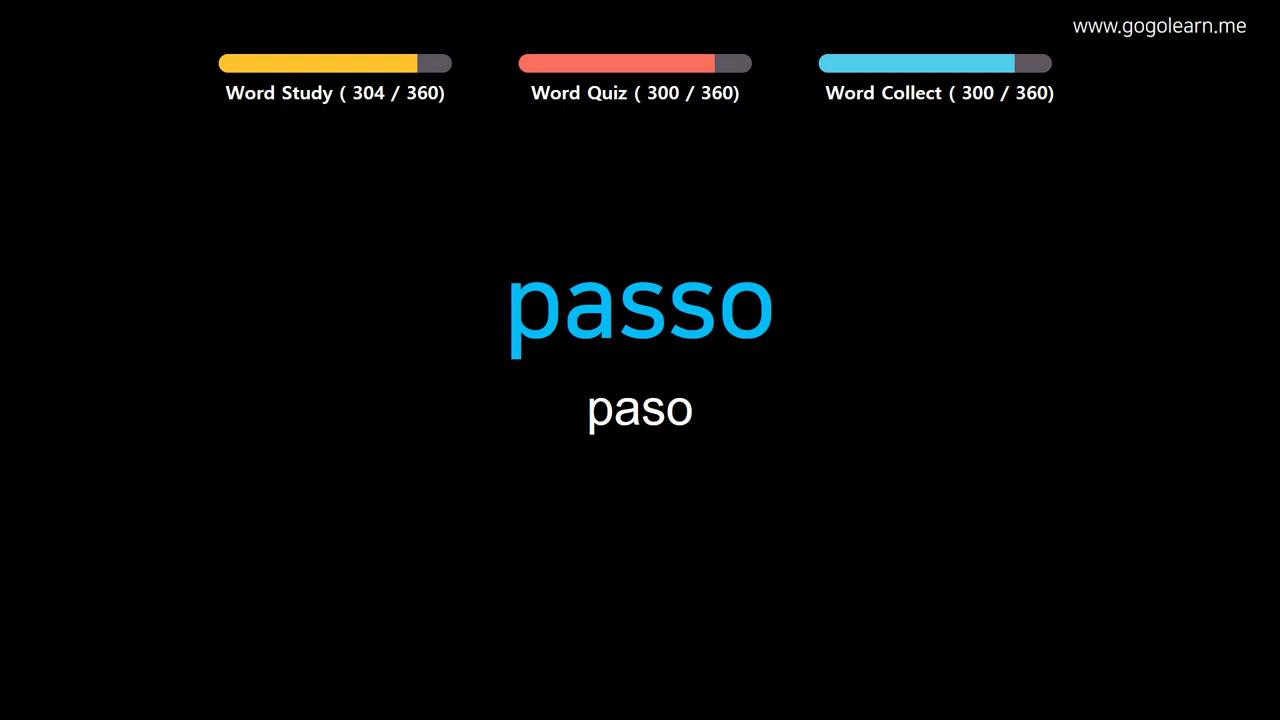 www.gogolearn.me
Word Study ( 304 / 360)
Word Quiz ( 300 / 360)
Word Collect ( 300 / 360)
passo
paso